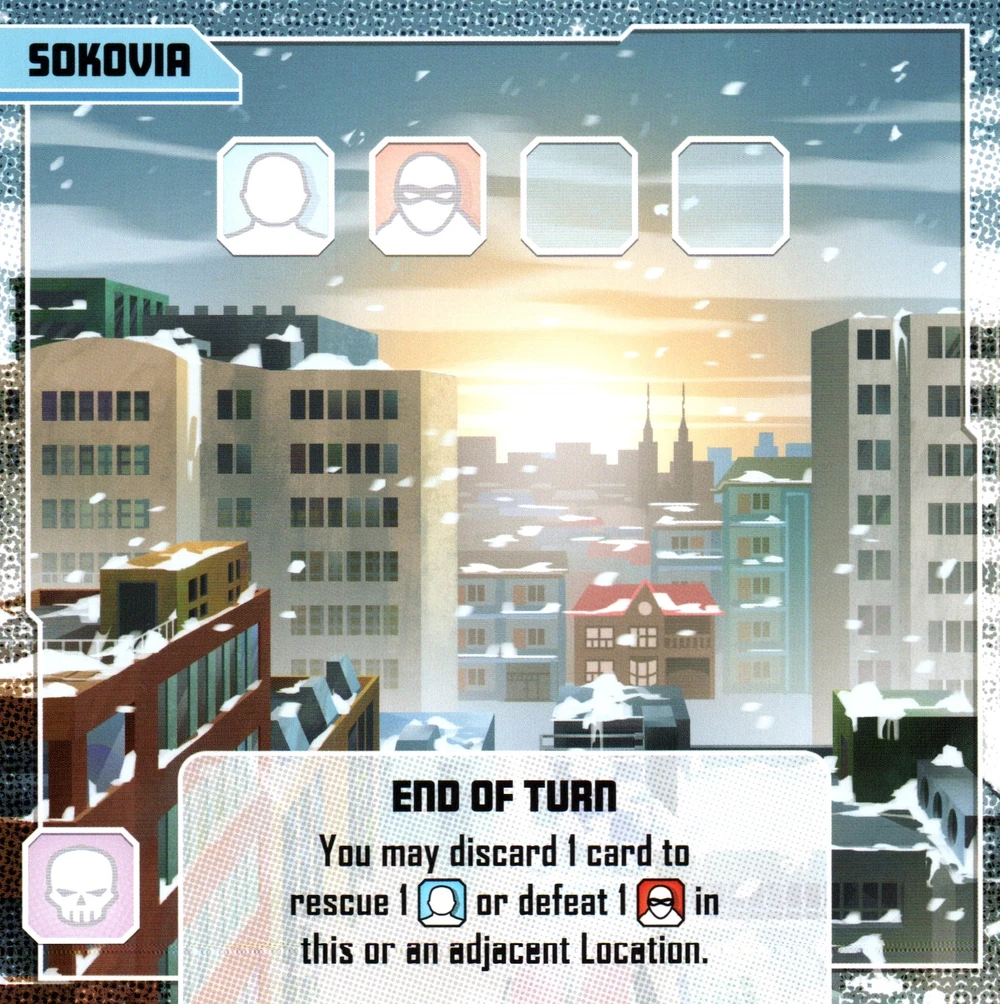 SOKOVIA
END OF TURN
You may discard 1 card to
rescue 1 or defeat 1 in
this or an adjacent Location.